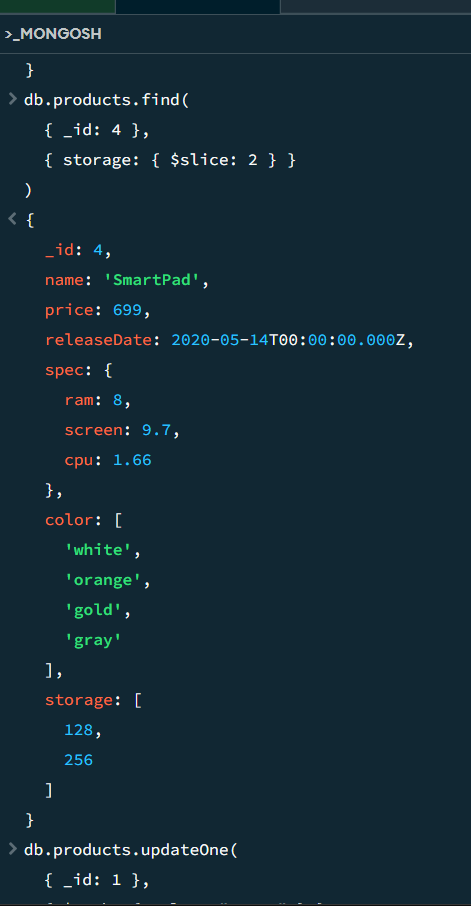 >_MONGOSH
}
> db.products.find(
{ _id: 4 },
{ storage: { $slice: 2 } }
)
< {
_id: 4,
name: 'SmartPad',
price: 699,
releaseDate: 2020-05-14T00:00:00.000Z,
spec: {
ram: 8,
screen: 9.7,
cpu: 1.66
},
color: [
'white',
'orange',
'gold',
'gray'
],
storage: [
128,
256
]
}
> db.products.updateOne(
{ _id: 1 },